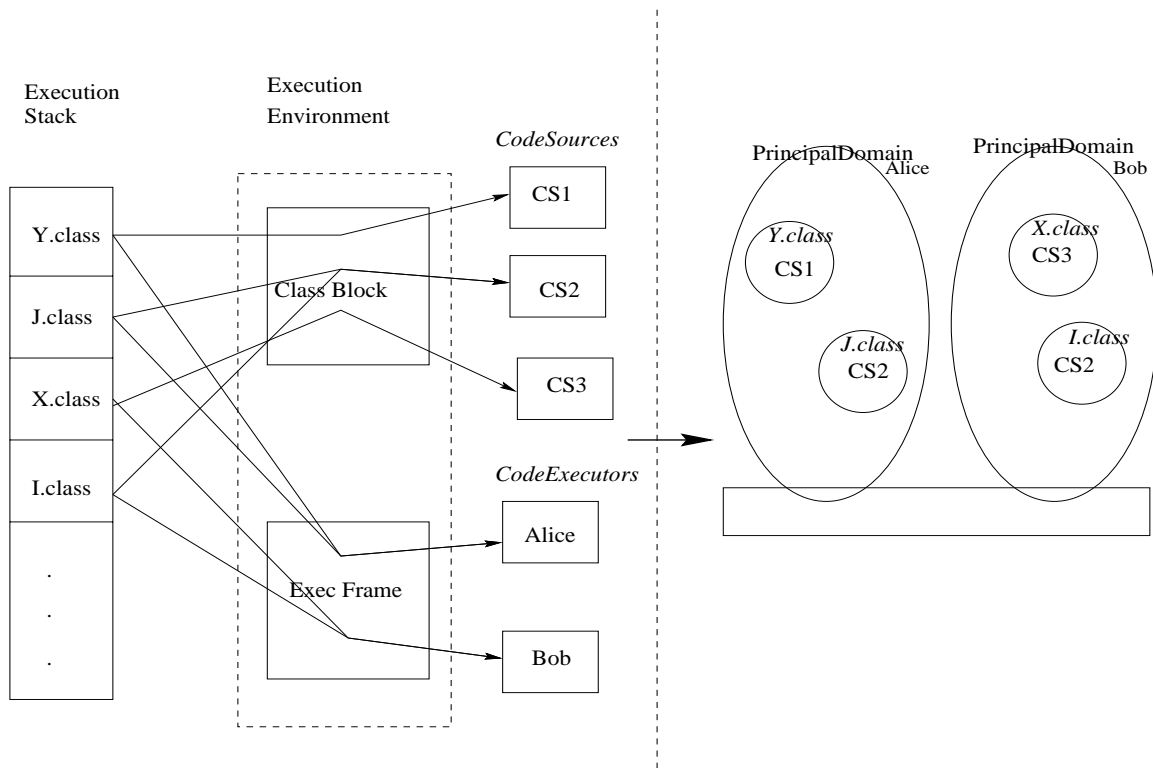 Execution
Stack
Y.class
J.class
X.class
I.class
.
.
.
Execution
Environment
Class Block
Exec Frame
CodeSources
CS1
CS2
CS3
CodeExecutors
Alice
Bob
PrincipalDomain Alice
Y.class
CS1
J.class
CS2
PrincipalDomain Bob
X.class
CS3
I.class
CS2